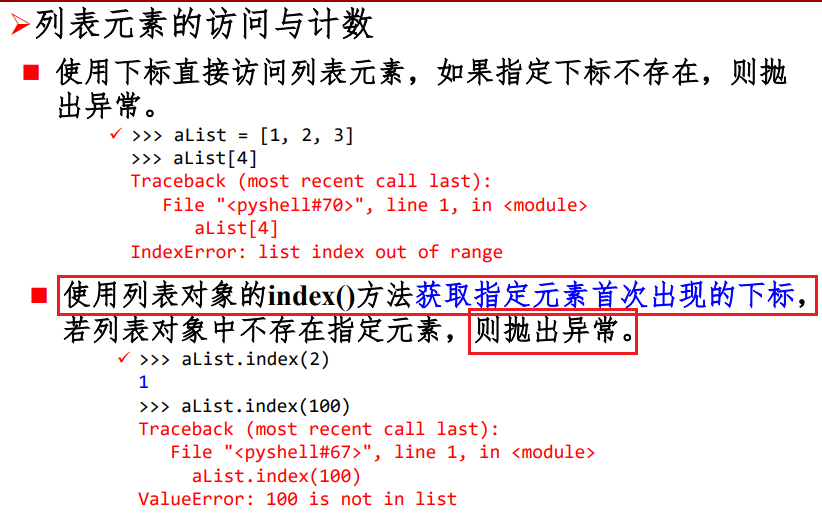 ➢列表元素的访问与计数
■ 使用下标直接访问列表元素，如果指定下标不存在，则抛
出异常。
✓ >>> aList = [1, 2, 3]
>>> aList[4]
Traceback (most recent call last):
File "<pyshell#70>", line 1, in <module>
aList[4]
IndexError: list index out of range
■ 使用列表对象的index()方法获取指定元素首次出现的下标，
若列表对象中不存在指定元素，则抛出异常。
✓ >>> aList.index(2)
1
>>> aList.index(100)
Traceback (most recent call last):
File "<pyshell#67>", line 1, in <module>
aList.index(100)
ValueError: 100 is not in list